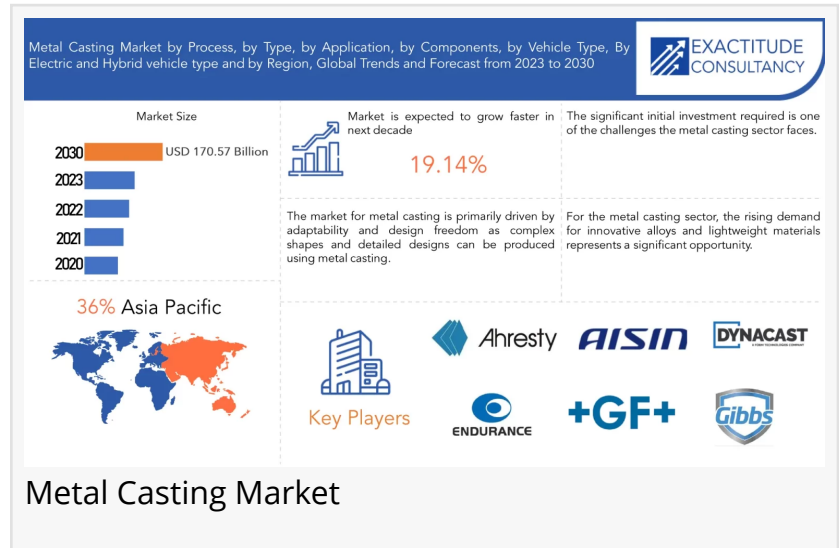 Metal Casting Market by Process, by Type, by Application, by Components, by Vehicle Type, By
Electric and Hybrid vehicle type and by Region, Global Trends and Forecast from 2023 to 2030
EXACTITUDE
CONSULTANCY
Market Size
2030
USD 170.57 Billion
2023
2022
2021
2020
Market is expected to grow faster in
next decade
19.14%
The significant initial investment required is one
of the challenges the metal casting sector faces.
The market for metal casting is primarily driven by
adaptability and design freedom as complex
shapes and detailed designs can be produced
using metal casting.
For the metal casting sector, the rising demand
for innovative alloys and lightweight materials
represents a significant opportunity.
36% Asia Pacific
Key Players
Ahresty
AISIN
DYNACAST
ENDURANCE
+GF+
Gibbs
Metal Casting Market